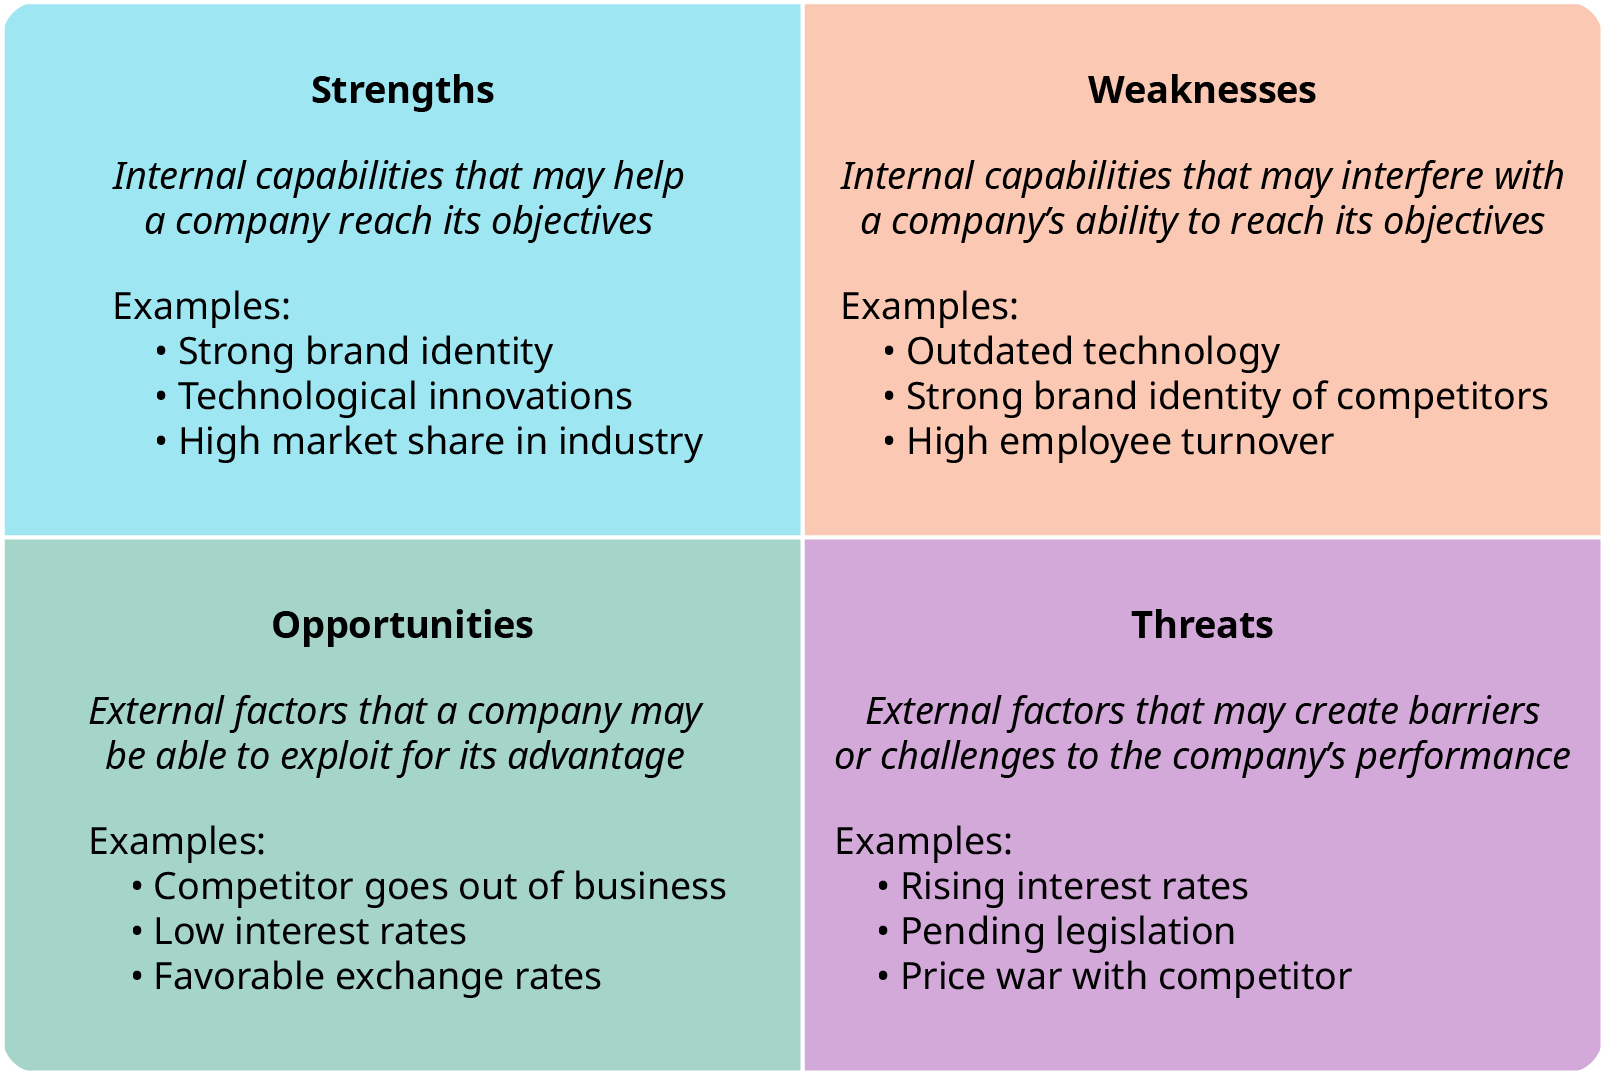 Strengths
Internal capabilities that may help
a company reach its objectives
Examples:
• Strong brand identity
• Technological innovations
• High market share in industry
Weaknesses
Internal capabilities that may interfere with
a company’s ability to reach its objectives
Examples:
• Outdated technology
• Strong brand identity of competitors
• High employee turnover
Opportunities
External factors that a company may
be able to exploit for its advantage
Examples:
• Competitor goes out of business
• Low interest rates
• Favorable exchange rates
Threats
External factors that may create barriers
or challenges to the company’s performance
Examples:
• Rising interest rates
• Pending legislation
• Price war with competitor